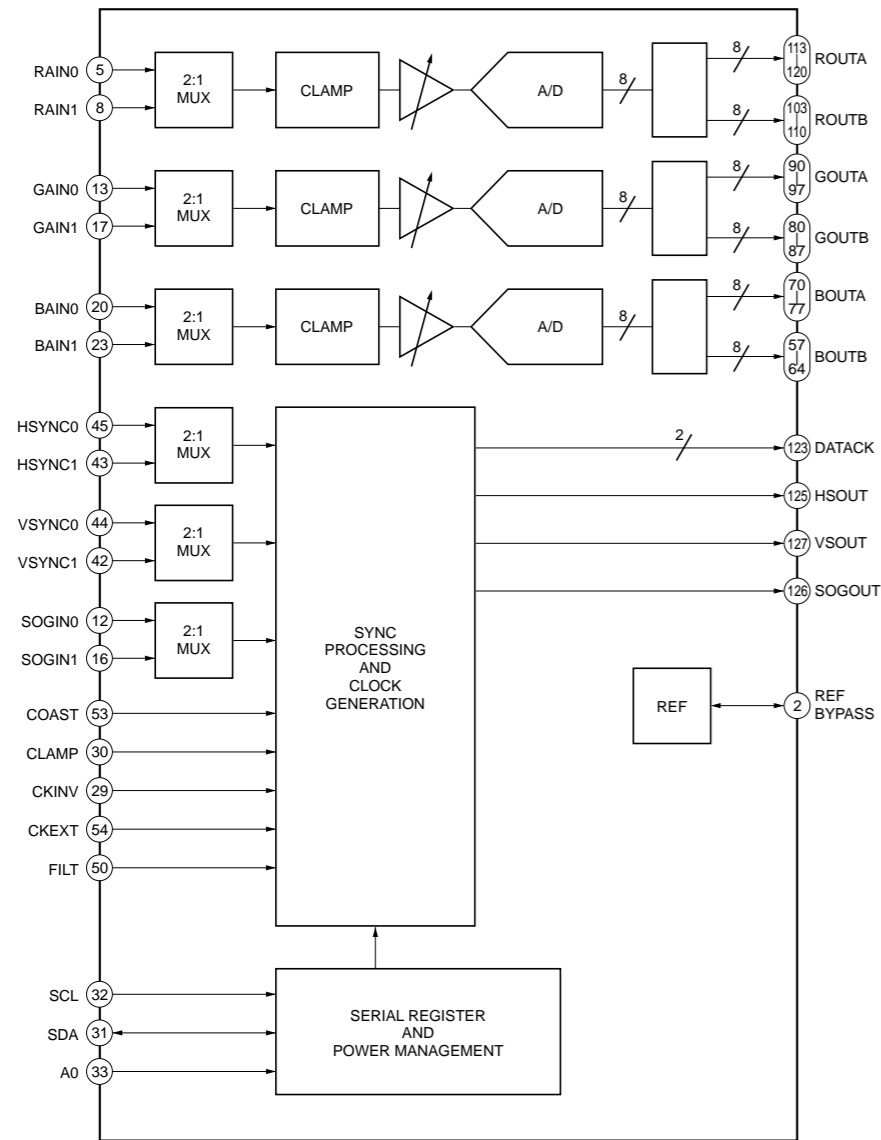 RAIN0 5
RAIN1 8
2:1
MUX
CLAMP
A/D
8
8
8
113
120
ROUTA
103
110
ROUTB
GAIN0 13
GAIN1 17
2:1
MUX
CLAMP
A/D
8
8
8
90
97
GOUTA
80
87
GOUTB
BAIN0 20
BAIN1 23
2:1
MUX
CLAMP
A/D
8
8
8
70
77
BOUTA
57
64
BOUTB
HSYNC0 45
HSYNC1 43
2:1
MUX
VSYNC0 44
VSYNC1 42
2:1
MUX
SOGIN0 12
SOGIN1 16
2:1
MUX
COAST 53
CLAMP 30
CKINV 29
CKEXT 54
FILT 50
SYNC
PROCESSING
AND
CLOCK
GENERATION
2
123 DATACK
125 HSOUT
127 VSOUT
126 SOGOUT
REF
2
REF
BYPASS
SCL 32
SDA 31
A0 33
SERIAL REGISTER
AND
POWER MANAGEMENT